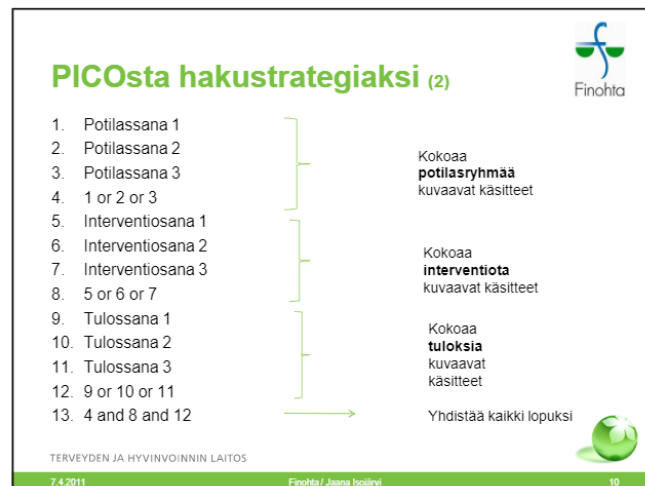 PICOsta hakustrategiaksi (2)
Finohta
1. Potilassana 1
2. Potilassana 2
3. Potilassana 3
4. 1 or 2 or 3
Kokoaa
potilasryhmää
kuvaavat käsitteet
5. Interventiosana 1
6. Interventiosana 2
7. Interventiosana 3
8. 5 or 6 or 7
Kokoaa
interventiota
kuvaavat käsitteet
9. Tulossana 1
10. Tulossana 2
11. Tulossana 3
12. 9 or 10 or 11
Kokoaa
tuloksia
kuvaavat
käsitteet
13. 4 and 8 and 12
Yhdistää kaikki lopuksi
TERVEYDEN JA HYVINVOINNIN LAITOS
7.4.2011 Finohta / Jaana Isojärvi 10